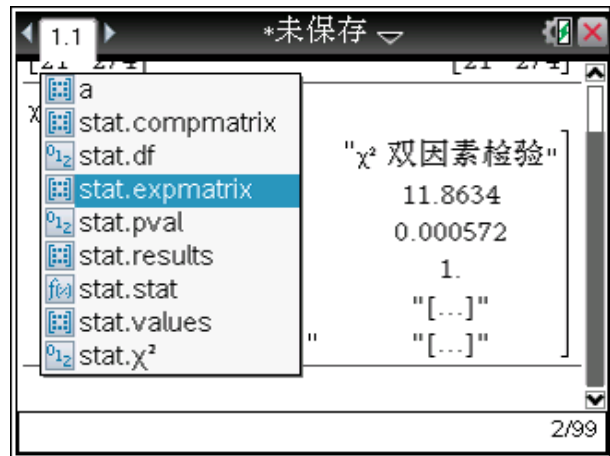 1.1
*未保存
a
stat.compmatrix
stat.df
stat.expmatrix
stat.pval
stat.results
stat.stat
stat.values
stat.χ²
χ
"χ² 双因素检验"
11.8634
0.000572
1.
"[...]"
" "[...]"
2/99